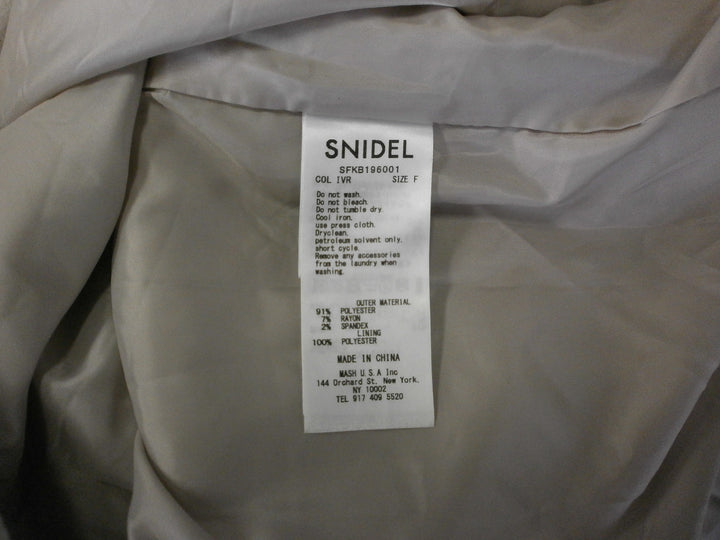 SNIDEL
SFKB196001
COL IVR SIZE F
Do not wash.
Do not bleach.
Do not tumble dry.
Cool iron.
use press cloth.
Dryclean.
petroleum solvent only.
short cycle.
Remove any accessories
from the laundry when
washing.
OUTER MATERIAL
91% POLYESTER
7% RAYON
2% SPANDEX
LINING
100% POLYESTER
MADE IN CHINA
MASH U.S.A Inc
144 Orchard St. New York.
NY 10002
TEL 917 409 5520